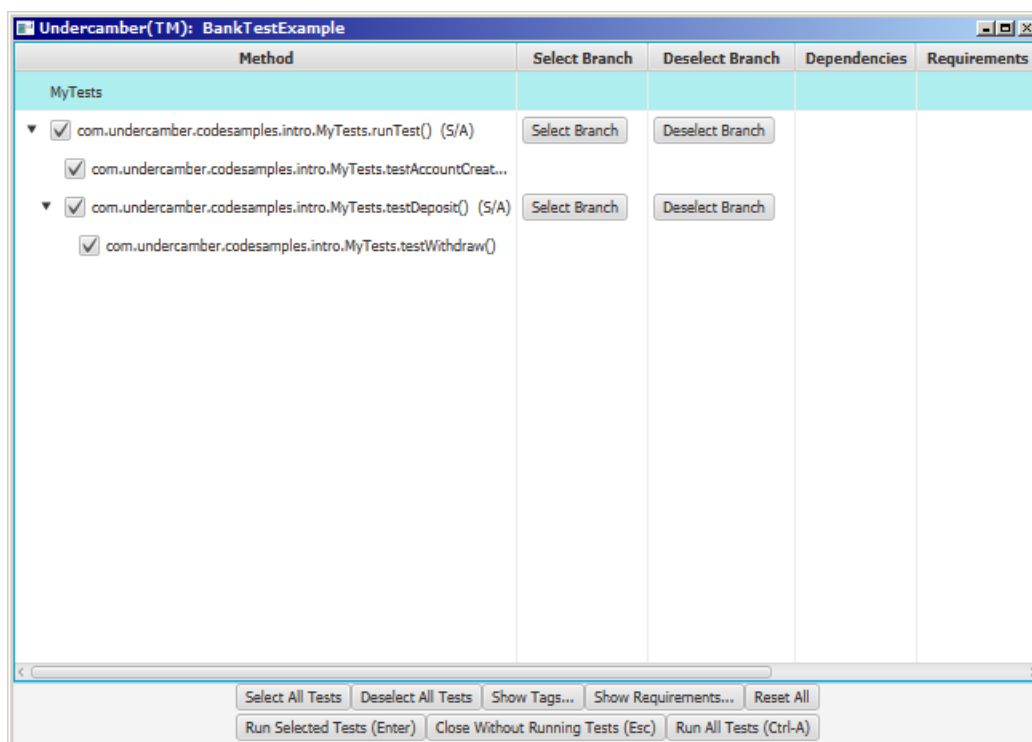 Undercamber(TM): BankTestExample
Method Select Branch Deselect Branch Dependencies Requirements
MyTests
com.undercamber.codesamples.intro.MyTests.runTest() (S/A) Select Branch Deselect Branch
com.undercamber.codesamples.intro.MyTests.testAccountCreat...
com.undercamber.codesamples.intro.MyTests.testDeposit() (S/A) Select Branch Deselect Branch
com.undercamber.codesamples.intro.MyTests.testWithdraw()
Select All Tests Deselect All Tests Show Tags... Show Requirements... Reset All
Run Selected Tests (Enter) Close Without Running Tests (Esc) Run All Tests (Ctrl-A)